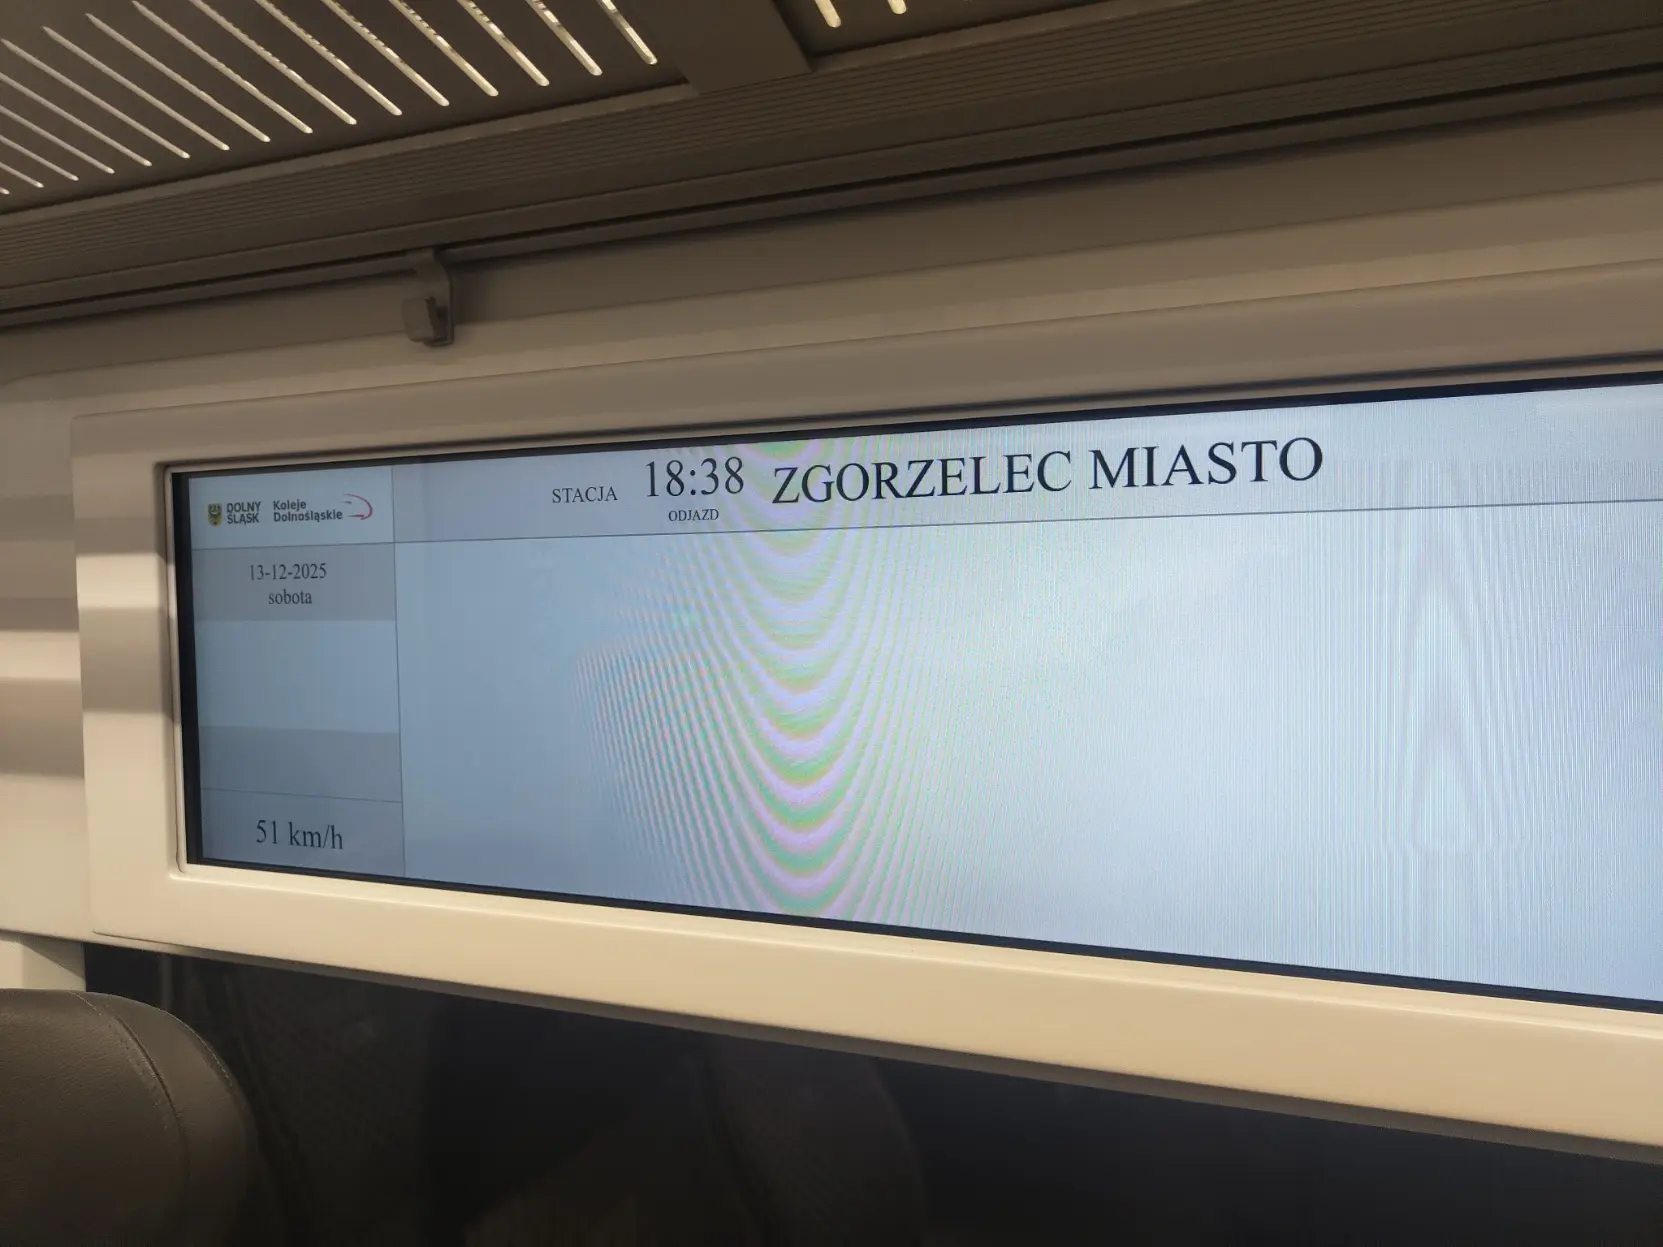 DOLNY
ŚLĄSK
Koleje
Dolnośląskie
STACJA
18:38
ODJAZD
ZGORZELEC MIASTO
13-12-2025
sobota
51 km/h